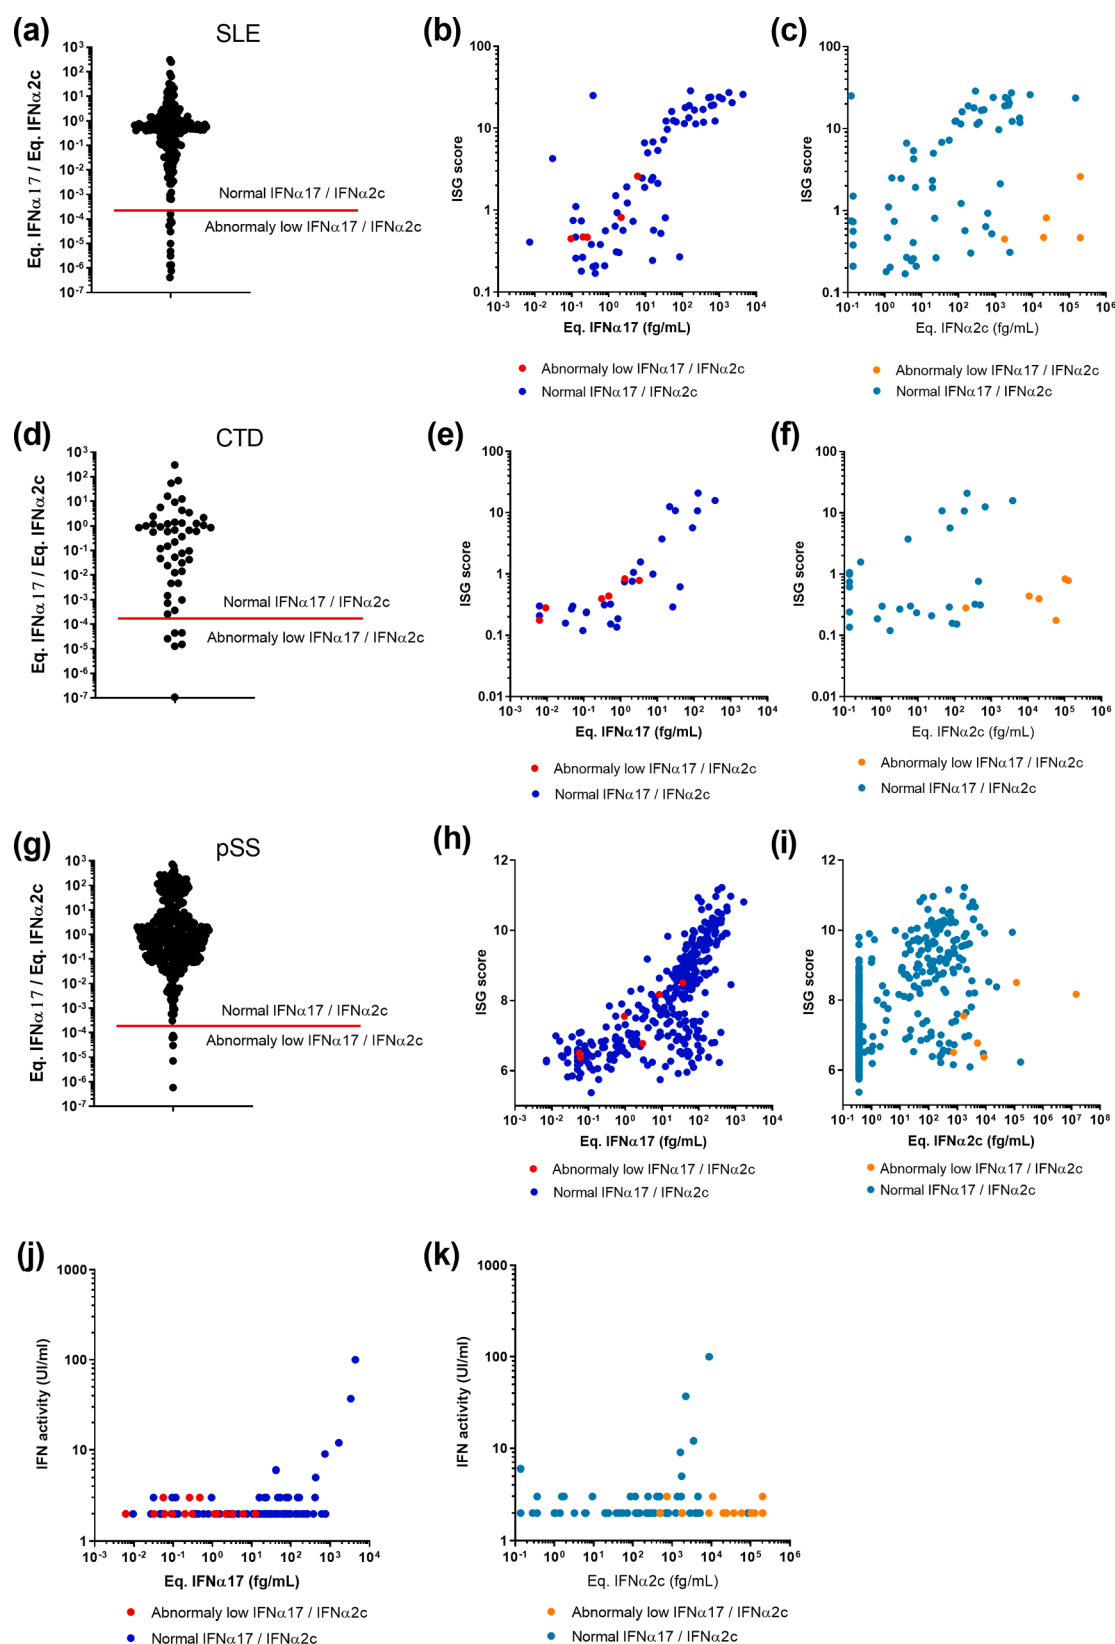 (a)
SLE
Eq. IFNα17 / Eq. IFNα2c
10³
10²
10¹
10⁰
10⁻¹
10⁻²
10⁻³
10⁻⁴
10⁻⁵
10⁻⁶
10⁻⁷
Normal IFNα17 / IFNα2c
Abnormaly low IFNα17 / IFNα2c
(b)
ISG score
100
10
1
0.1
10⁻³ 10⁻² 10⁻¹ 10⁰ 10¹ 10² 10³ 10⁴
Eq. IFNα17 (fg/mL)
Abnormaly low IFNα17 / IFNα2c
Normal IFNα17 / IFNα2c
(c)
ISG score
100
10
1
0.1
10⁻¹ 10⁰ 10¹ 10² 10³ 10⁴ 10⁵ 10⁶
Eq. IFNα2c (fg/mL)
Abnormaly low IFNα17 / IFNα2c
Normal IFNα17 / IFNα2c
(d)
CTD
Eq. IFNα17 / Eq. IFNα2c
10³
10²
10¹
10⁰
10⁻¹
10⁻²
10⁻³
10⁻⁴
10⁻⁵
10⁻⁶
10⁻⁷
Normal IFNα17 / IFNα2c
Abnormaly low IFNα17 / IFNα2c
(e)
ISG score
100
10
1
0.1
0.01
10⁻³ 10⁻² 10⁻¹ 10⁰ 10¹ 10² 10³ 10⁴
Eq. IFNα17 (fg/mL)
Abnormaly low IFNα17 / IFNα2c
Normal IFNα17 / IFNα2c
(f)
ISG score
100
10
1
0.1
0.01
10⁻¹ 10⁰ 10¹ 10² 10³ 10⁴ 10⁵ 10⁶
Eq. IFNα2c (fg/mL)
Abnormaly low IFNα17 / IFNα2c
Normal IFNα17 / IFNα2c
(g)
pSS
Eq. IFNα17 / Eq. IFNα2c
10³
10²
10¹
10⁰
10⁻¹
10⁻²
10⁻³
10⁻⁴
10⁻⁵
10⁻⁶
10⁻⁷
Normal IFNα17 / IFNα2c
Abnormaly low IFNα17 / IFNα2c
(h)
ISG score
12
10
8
6
10⁻³ 10⁻² 10⁻¹ 10⁰ 10¹ 10² 10³ 10⁴
Eq. IFNα17 (fg/mL)
Abnormaly low IFNα17 / IFNα2c
Normal IFNα17 / IFNα2c
(i)
ISG score
12
10
8
6
10⁻¹ 10⁰ 10¹ 10² 10³ 10⁴ 10⁵ 10⁶ 10⁷ 10⁸
Eq. IFNα2c (fg/mL)
Abnormaly low IFNα17 / IFNα2c
Normal IFNα17 / IFNα2c
(j)
IFN activity (UI/ml)
1000
100
10
1
10⁻³ 10⁻² 10⁻¹ 10⁰ 10¹ 10² 10³ 10⁴
Eq. IFNα17 (fg/mL)
Abnormaly low IFNα17 / IFNα2c
Normal IFNα17 / IFNα2c
(k)
IFN activity (UI/ml)
1000
100
10
1
10⁻¹ 10⁰ 10¹ 10² 10³ 10⁴ 10⁵ 10⁶
Eq. IFNα2c (fg/mL)
Abnormaly low IFNα17 / IFNα2c
Normal IFNα17 / IFNα2c